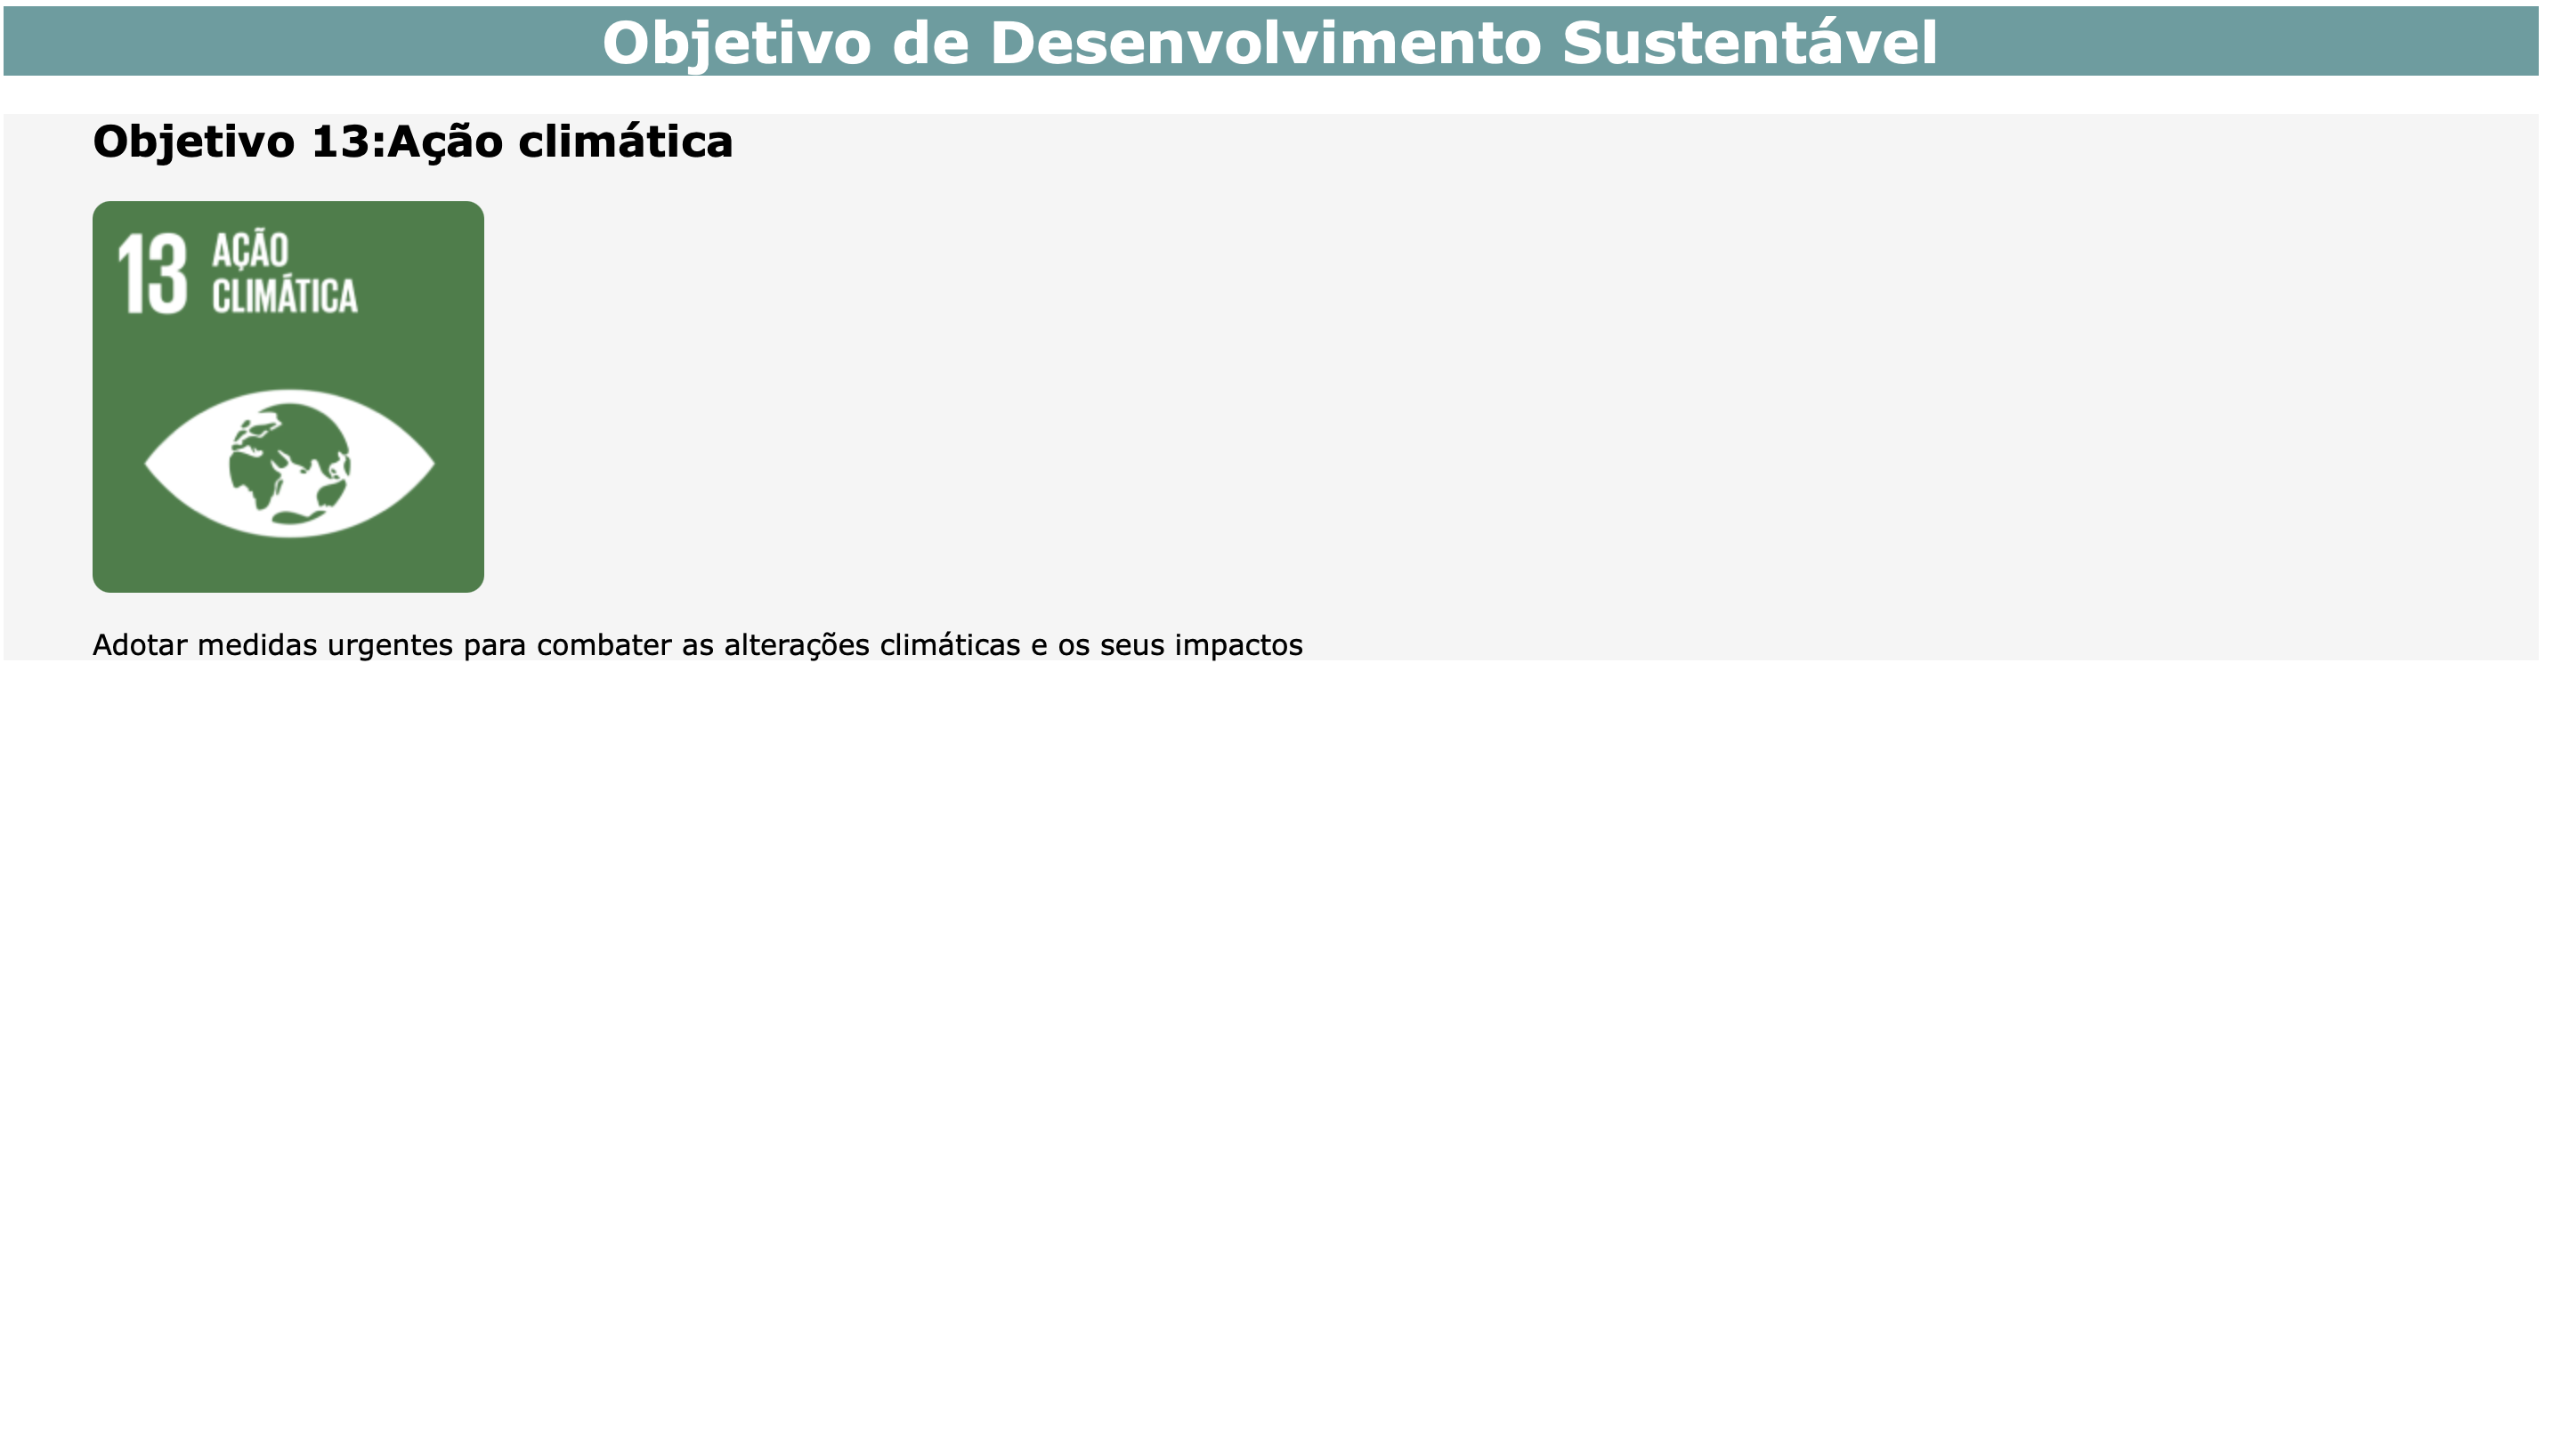 Objetivo de Desenvolvimento Sustentável
Objetivo 13:Ação climática
13 AÇÃO
CLIMÁTICA
Adotar medidas urgentes para combater as alterações climáticas e os seus impactos